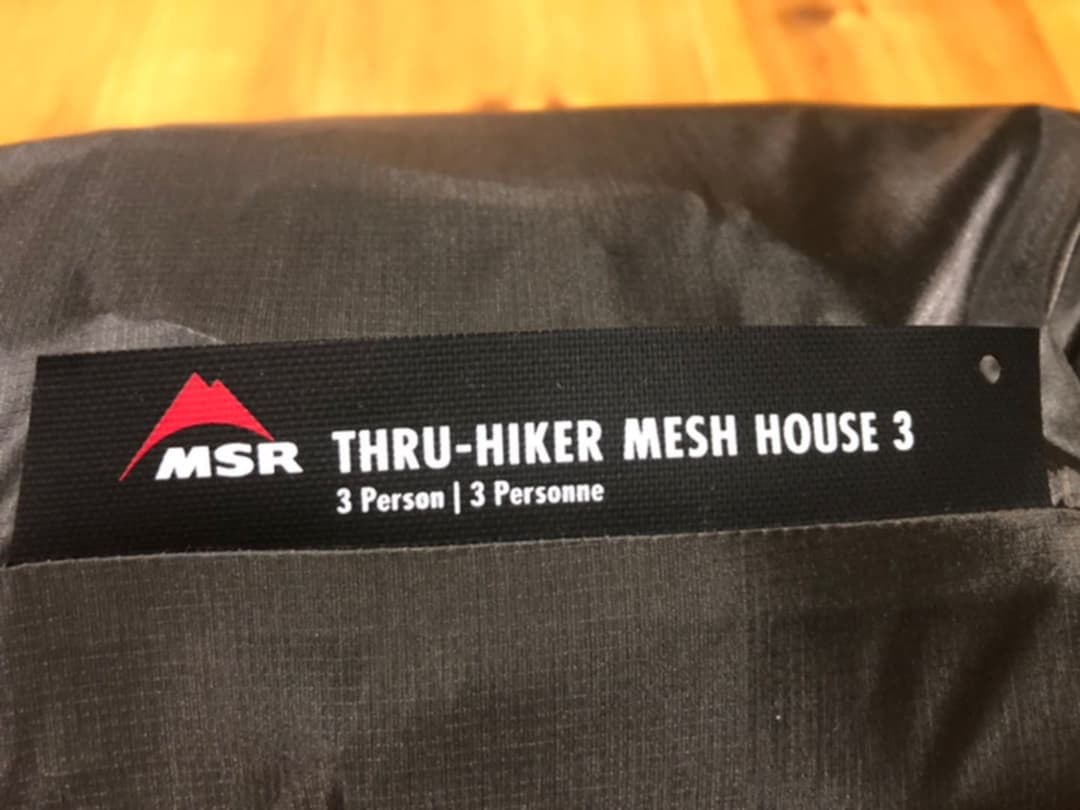 MSR THRU-HIKER MESH HOUSE 3
3 Person | 3 Personne